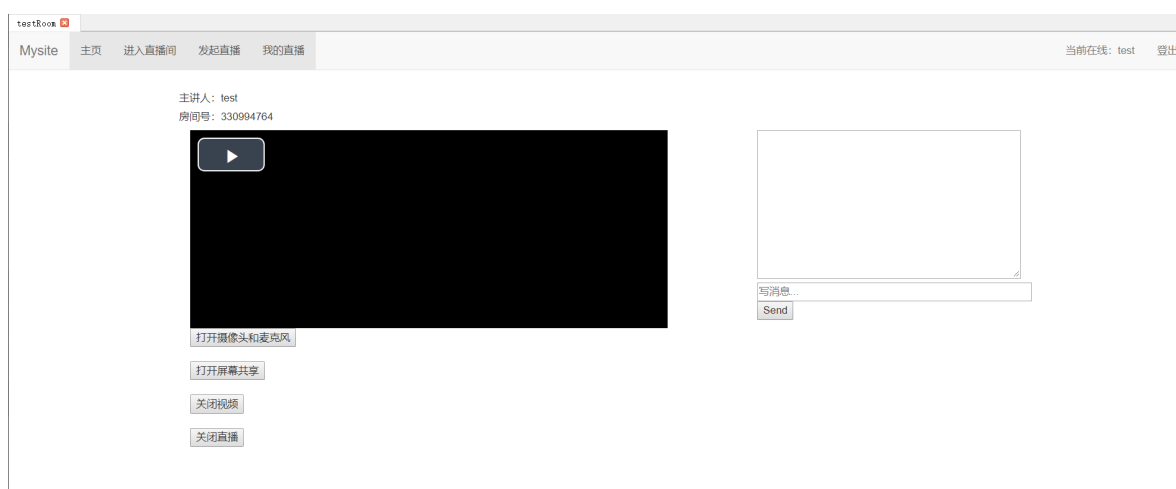 testRoom
Mysite 主页 进入直播间 发起直播 我的直播 当前在线：test 登出
主讲人：test
房间号：330994764
写消息...
Send
打开摄像头和麦克风
打开屏幕共享
关闭视频
关闭直播